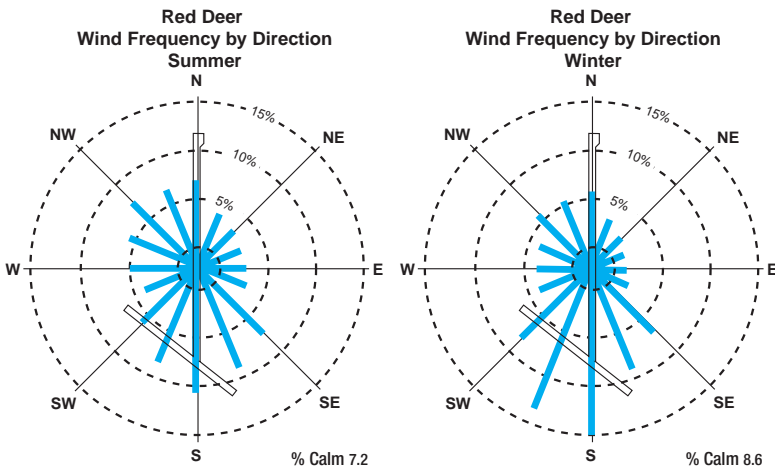 Red Deer
Wind Frequency by Direction
Summer
N
15%
NW
NE
10%
5%
W
E
SW
SE
S
% Calm 7.2
Red Deer
Wind Frequency by Direction
Winter
N
15%
NW
NE
10%
5%
W
E
SW
SE
S
% Calm 8.6